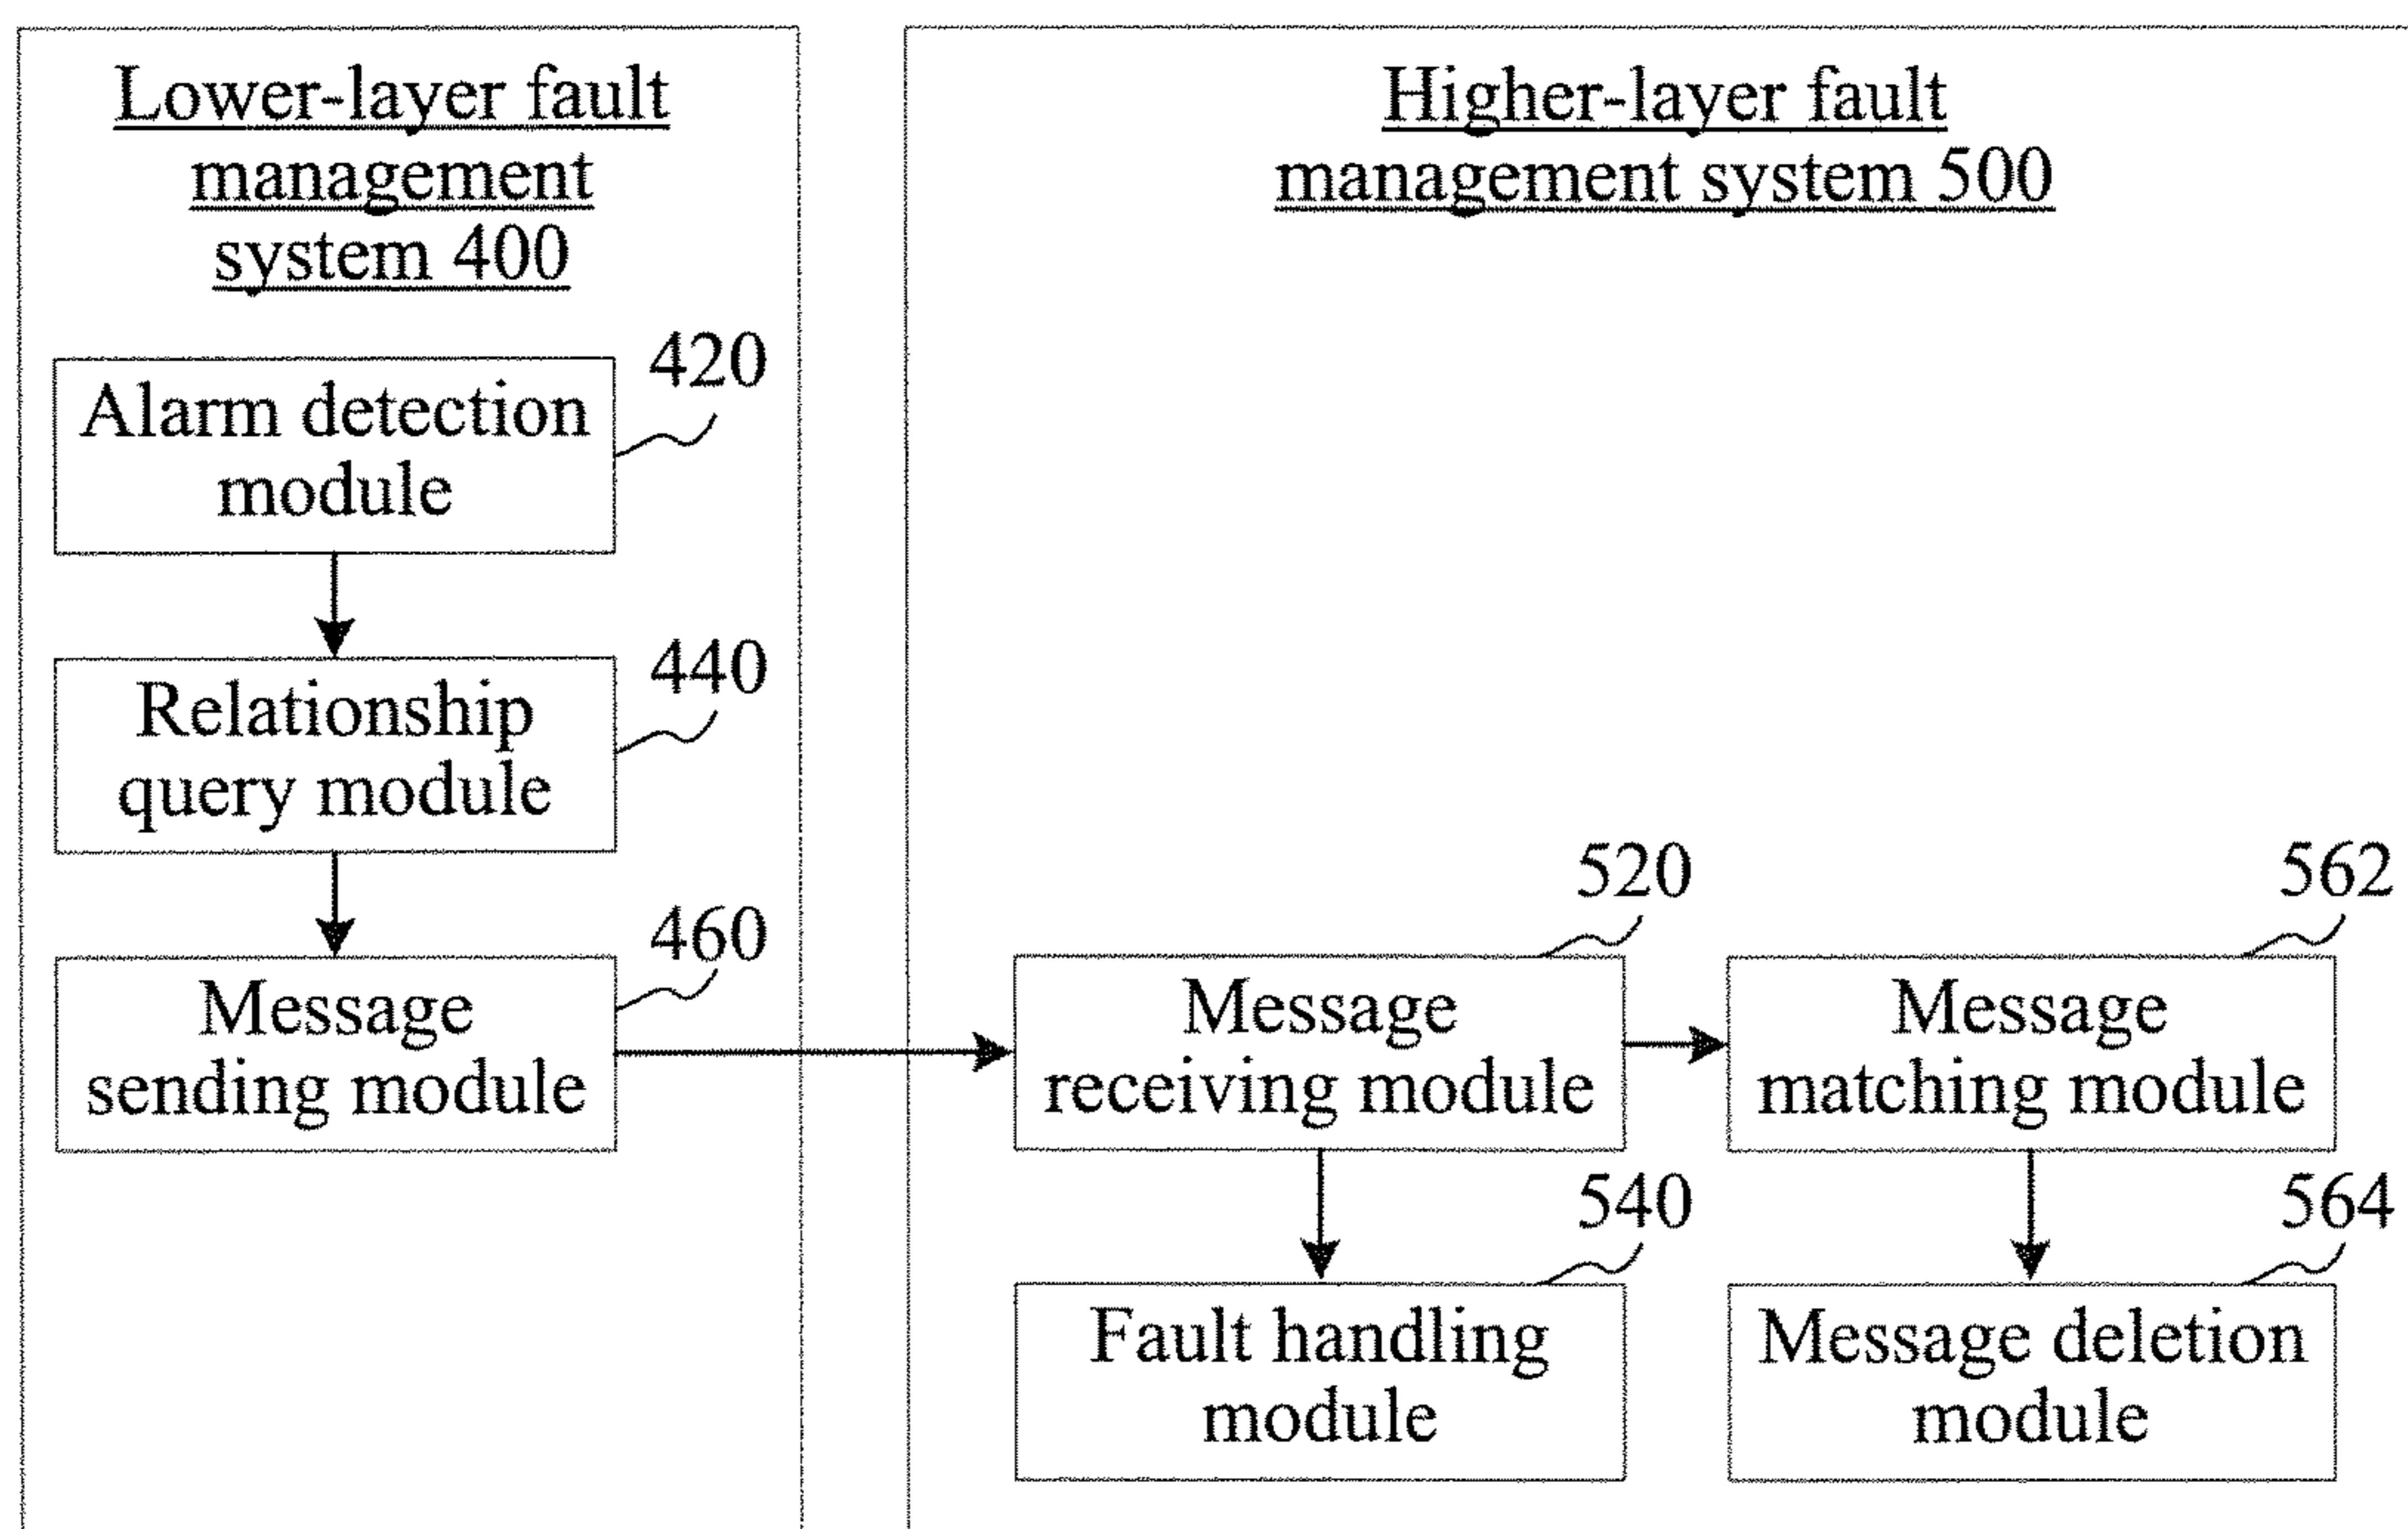 Lower-layer fault
management
system 400
Alarm detection
module
420
Relationship
query module
440
Message
sending module
460
Higher-layer fault
management system 500
Message
receiving module
520
Message
matching module
562
Fault handling
module
540
Message deletion
module
564